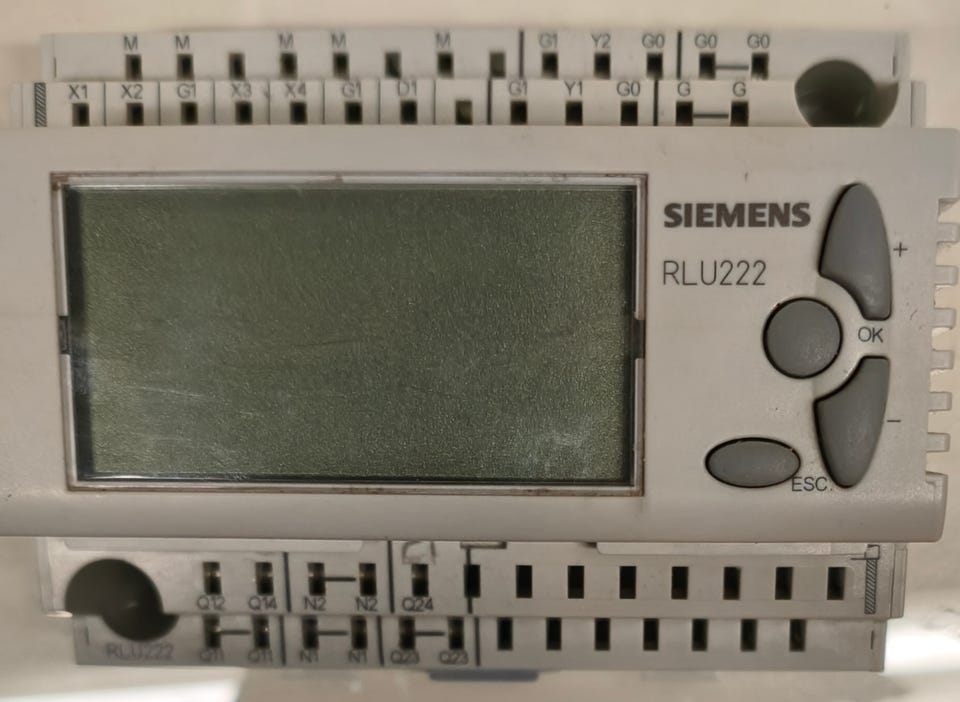 M M M M M G1 Y2 G0 G0 G0
X1 X2 G1 X3 X4 G1 D1 G1 Y1 G0 G G
SIEMENS
RLU222
+
OK
−
ESC
Q12 Q14 N2 N2 Q24
RLU222 Q11 Q11 N1 N1 Q23 Q23